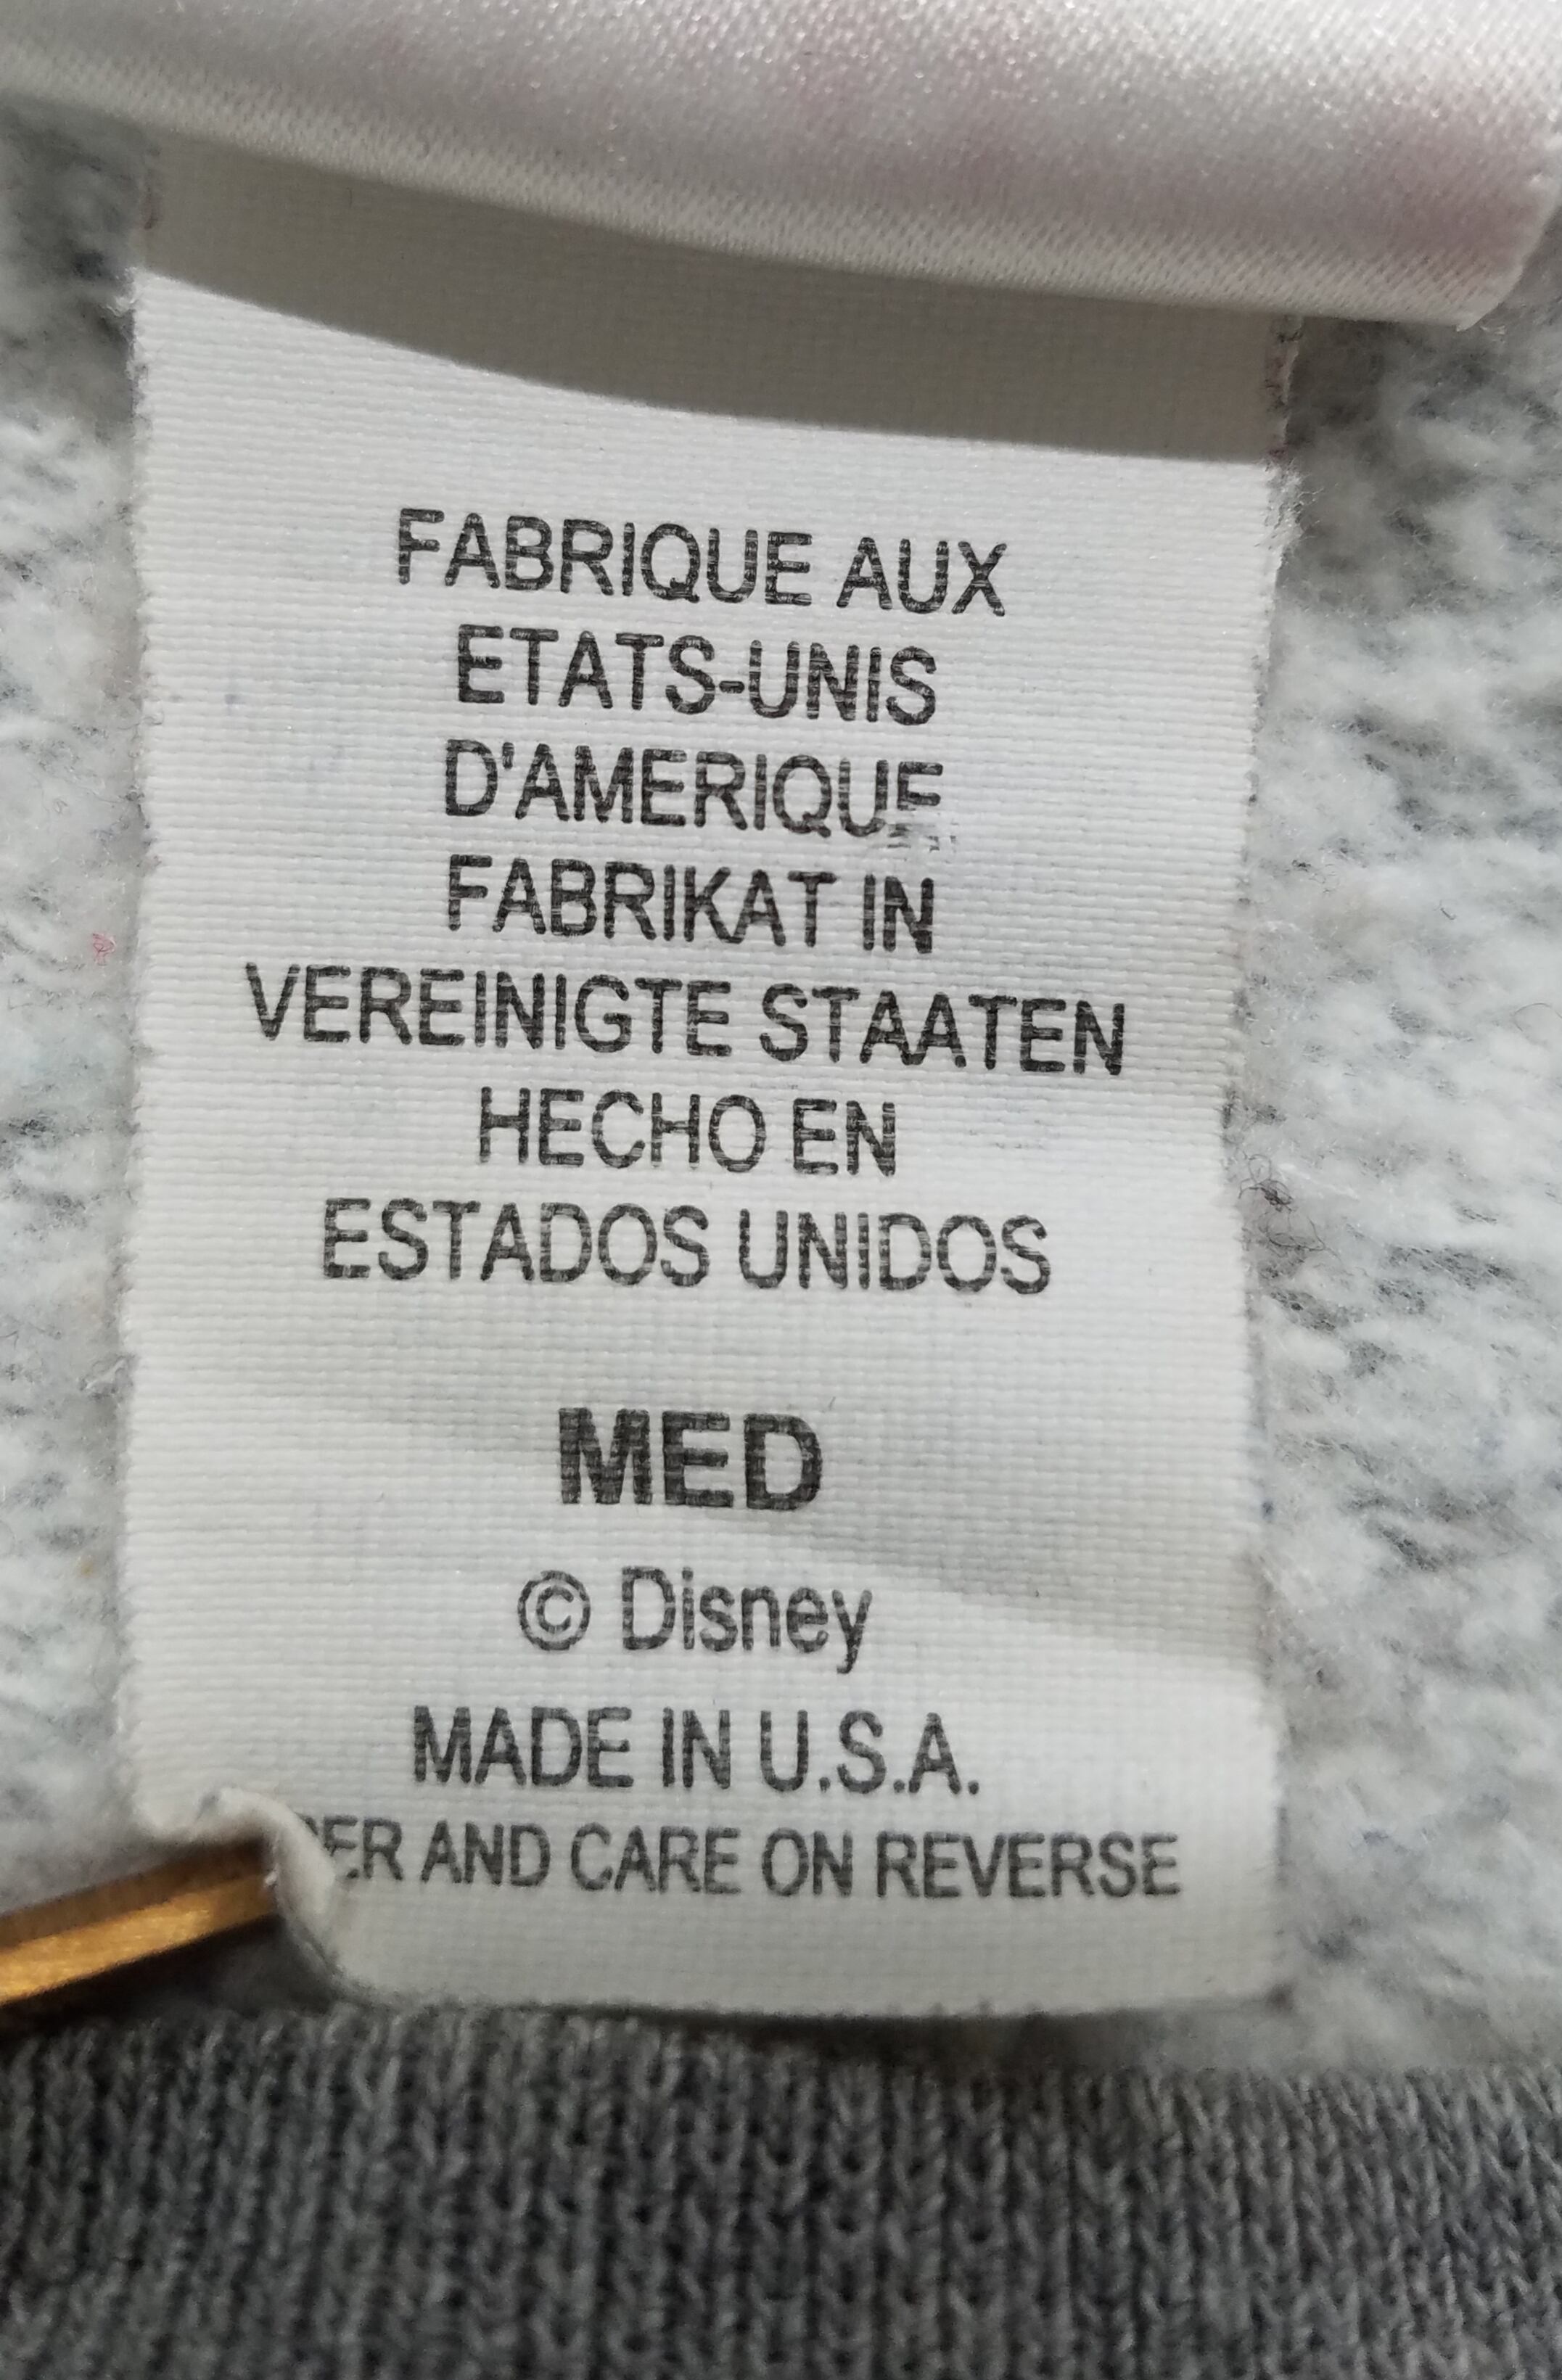 FABRIQUE AUX
ETATS-UNIS
D'AMERIQUE
FABRIKAT IN
VEREINIGTE STAATEN
HECHO EN
ESTADOS UNIDOS
MED
© Disney
MADE IN U.S.A.
AND CARE ON REVERSE